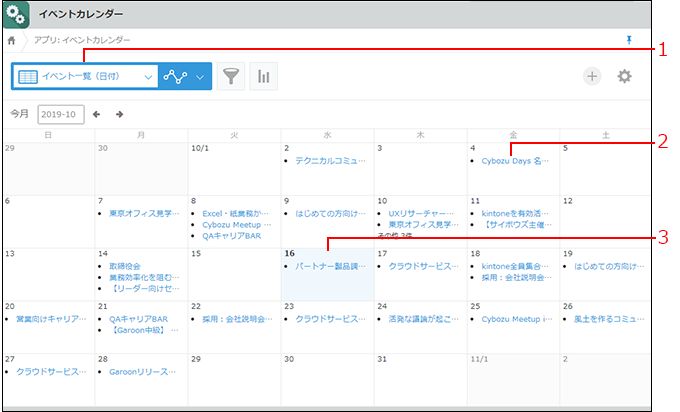 イベントカレンダー
アプリ: イベントカレンダー
1
イベント一覧（日付）
今月 2019-10
日 月 火 水 木 金 土
29 30 10/1 2 3 4 5
テクニカルコミュ…
Cybozu Days 名…
2
6 7 8 9 10 11 12
東京オフィス見学…
Excel・紙業務か…
Cybozu Meetup …
QAキャリアBAR
はじめての方向け…
UXリサーチャー…
東京オフィス見学…
その他 3件
kintoneを有効活…
【サイボウズ主催…
3
13 14 15 16 17 18 19
取締役会
業務効率化を阻む…
【リーダー向けセ…
パートナー製品調…
クラウドサービス…
kintone全員集合…
採用：会社説明会…
はじめての方向け…
20 21 22 23 24 25 26
営業向けキャリア…
QAキャリアBAR
【Garoon中級】 …
採用：会社説明会…
クラウドサービス…
活発な議論が起こ…
Cybozu Meetup i…
風土を作るコミュ…
27 28 29 30 31 11/1 2
クラウドサービス…
Garoonリリース…